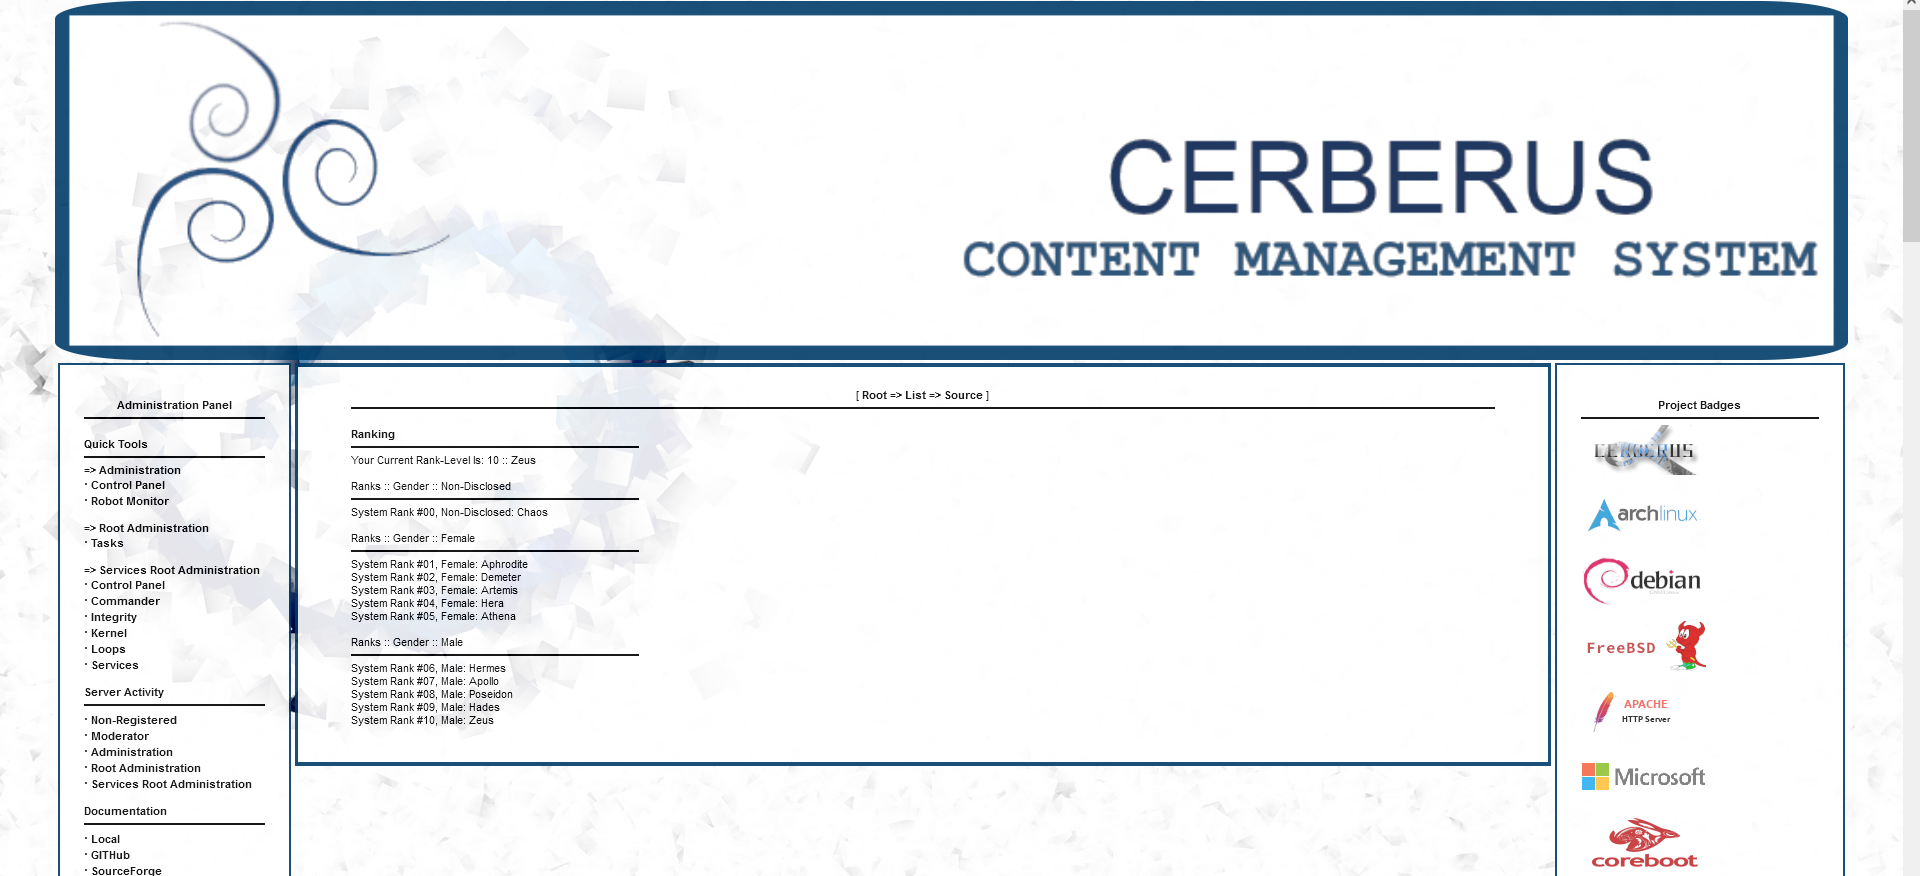 CERBERUS
CONTENT MANAGEMENT SYSTEM
Administration Panel
Quick Tools
=> Administration
· Control Panel
· Robot Monitor
=> Root Administration
· Tasks
=> Services Root Administration
· Control Panel
· Commander
· Integrity
· Kernel
· Loops
· Services
Server Activity
· Non-Registered
· Moderator
· Administration
· Root Administration
· Services Root Administration
Documentation
· Local
· GITHub
· SourceForge
[ Root => List => Source ]
Ranking
Your Current Rank-Level Is: 10 :: Zeus
Ranks :: Gender :: Non-Disclosed
System Rank #00, Non-Disclosed: Chaos
Ranks :: Gender :: Female
System Rank #01, Female: Aphrodite
System Rank #02, Female: Demeter
System Rank #03, Female: Artemis
System Rank #04, Female: Hera
System Rank #05, Female: Athena
Ranks :: Gender :: Male
System Rank #06, Male: Hermes
System Rank #07, Male: Apollo
System Rank #08, Male: Poseidon
System Rank #09, Male: Hades
System Rank #10, Male: Zeus
Project Badges
CERBERUS
archlinux
debian
FreeBSD
APACHE
HTTP Server
Microsoft
coreboot